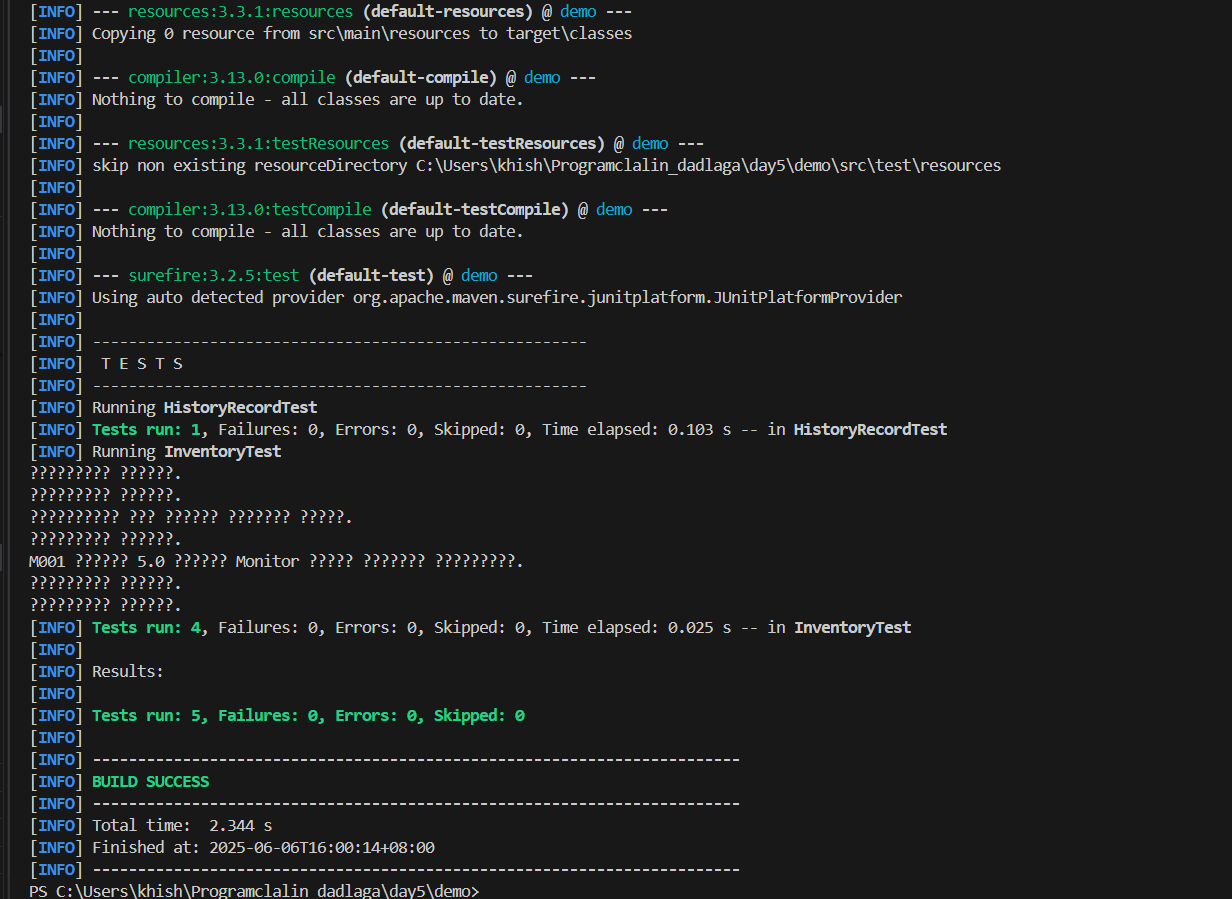 [INFO] --- resources:3.3.1:resources (default-resources) @ demo ---
[INFO] Copying 0 resource from src\main\resources to target\classes
[INFO]
[INFO] --- compiler:3.13.0:compile (default-compile) @ demo ---
[INFO] Nothing to compile - all classes are up to date.
[INFO]
[INFO] --- resources:3.3.1:testResources (default-testResources) @ demo ---
[INFO] skip non existing resourceDirectory C:\Users\khish\Programclalin_dadlaga\day5\demo\src\test\resources
[INFO]
[INFO] --- compiler:3.13.0:testCompile (default-testCompile) @ demo ---
[INFO] Nothing to compile - all classes are up to date.
[INFO]
[INFO] --- surefire:3.2.5:test (default-test) @ demo ---
[INFO] Using auto detected provider org.apache.maven.surefire.junitplatform.JUnitPlatformProvider
[INFO]
[INFO] -------------------------------------------------------
[INFO]  T E S T S
[INFO] -------------------------------------------------------
[INFO] Running HistoryRecordTest
[INFO] Tests run: 1, Failures: 0, Errors: 0, Skipped: 0, Time elapsed: 0.103 s -- in HistoryRecordTest
[INFO] Running InventoryTest
????????? ??????.
????????? ??????.
?????????? ??? ?????? ??????? ?????.
????????? ??????.
M001 ?????? 5.0 ?????? Monitor ????? ??????? ?????????.
????????? ??????.
????????? ??????.
[INFO] Tests run: 4, Failures: 0, Errors: 0, Skipped: 0, Time elapsed: 0.025 s -- in InventoryTest
[INFO]
[INFO] Results:
[INFO]
[INFO] Tests run: 5, Failures: 0, Errors: 0, Skipped: 0
[INFO]
[INFO] ------------------------------------------------------------------------
[INFO] BUILD SUCCESS
[INFO] ------------------------------------------------------------------------
[INFO] Total time:  2.344 s
[INFO] Finished at: 2025-06-06T16:00:14+08:00
[INFO] ------------------------------------------------------------------------
PS C:\Users\khish\Programclalin_dadlaga\day5\demo>